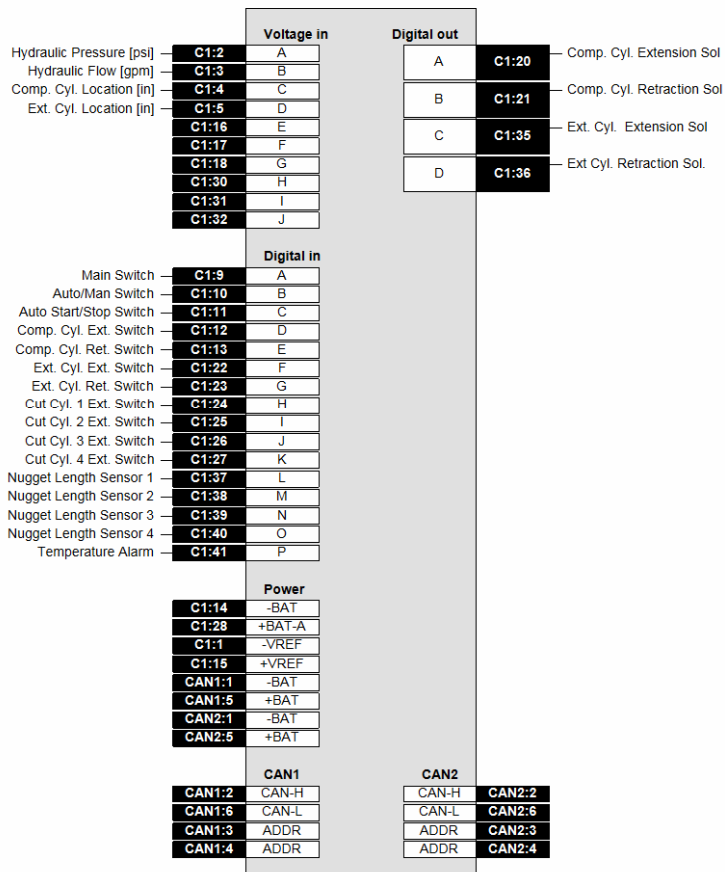 Voltage in Digital out
Hydraulic Pressure [psi] C1:2 A
Hydraulic Flow [gpm] C1:3 B
Comp. Cyl. Location [in] C1:4 C
Ext. Cyl. Location [in] C1:5 D
C1:16 E
C1:17 F
C1:18 G
C1:30 H
C1:31 I
C1:32 J
A C1:20 Comp. Cyl. Extension Sol
B C1:21 Comp. Cyl. Retraction Sol
C C1:35 Ext. Cyl. Extension Sol
D C1:36 Ext Cyl. Retraction Sol.
Digital in
Main Switch C1:9 A
Auto/Man Switch C1:10 B
Auto Start/Stop Switch C1:11 C
Comp. Cyl. Ext. Switch C1:12 D
Comp. Cyl. Ret. Switch C1:13 E
Ext. Cyl. Ext. Switch C1:22 F
Ext. Cyl. Ret. Switch C1:23 G
Cut Cyl. 1 Ext. Switch C1:24 H
Cut Cyl. 2 Ext. Switch C1:25 I
Cut Cyl. 3 Ext. Switch C1:26 J
Cut Cyl. 4 Ext. Switch C1:27 K
Nugget Length Sensor 1 C1:37 L
Nugget Length Sensor 2 C1:38 M
Nugget Length Sensor 3 C1:39 N
Nugget Length Sensor 4 C1:40 O
Temperature Alarm C1:41 P
Power
C1:14 -BAT
C1:28 +BAT-A
C1:1 -VREF
C1:15 +VREF
CAN1:1 -BAT
CAN1:5 +BAT
CAN2:1 -BAT
CAN2:5 +BAT
CAN1 CAN2
CAN1:2 CAN-H CAN-H CAN2:2
CAN1:6 CAN-L CAN-L CAN2:6
CAN1:3 ADDR ADDR CAN2:3
CAN1:4 ADDR ADDR CAN2:4